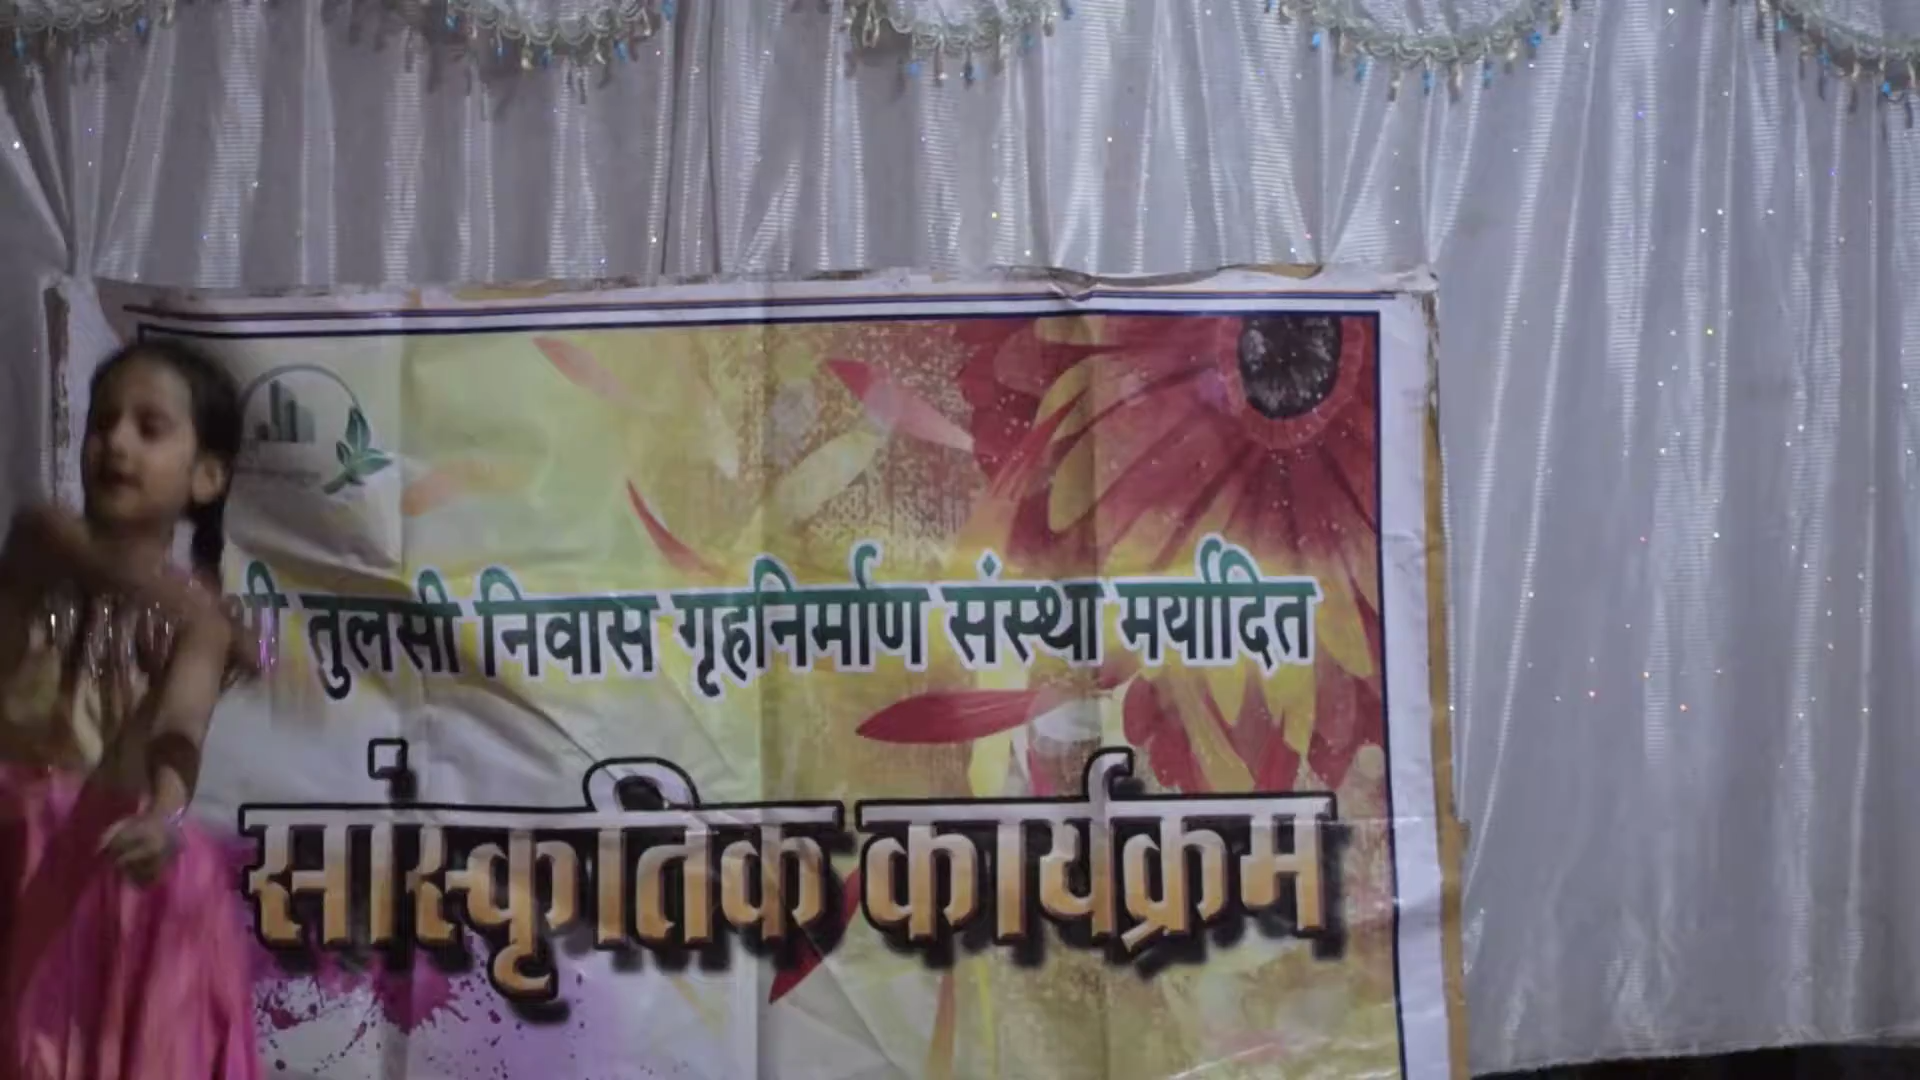 तुलसी निवास गृहनिर्माण संस्था मर्यादित
सांस्कृतिक कार्यक्रम